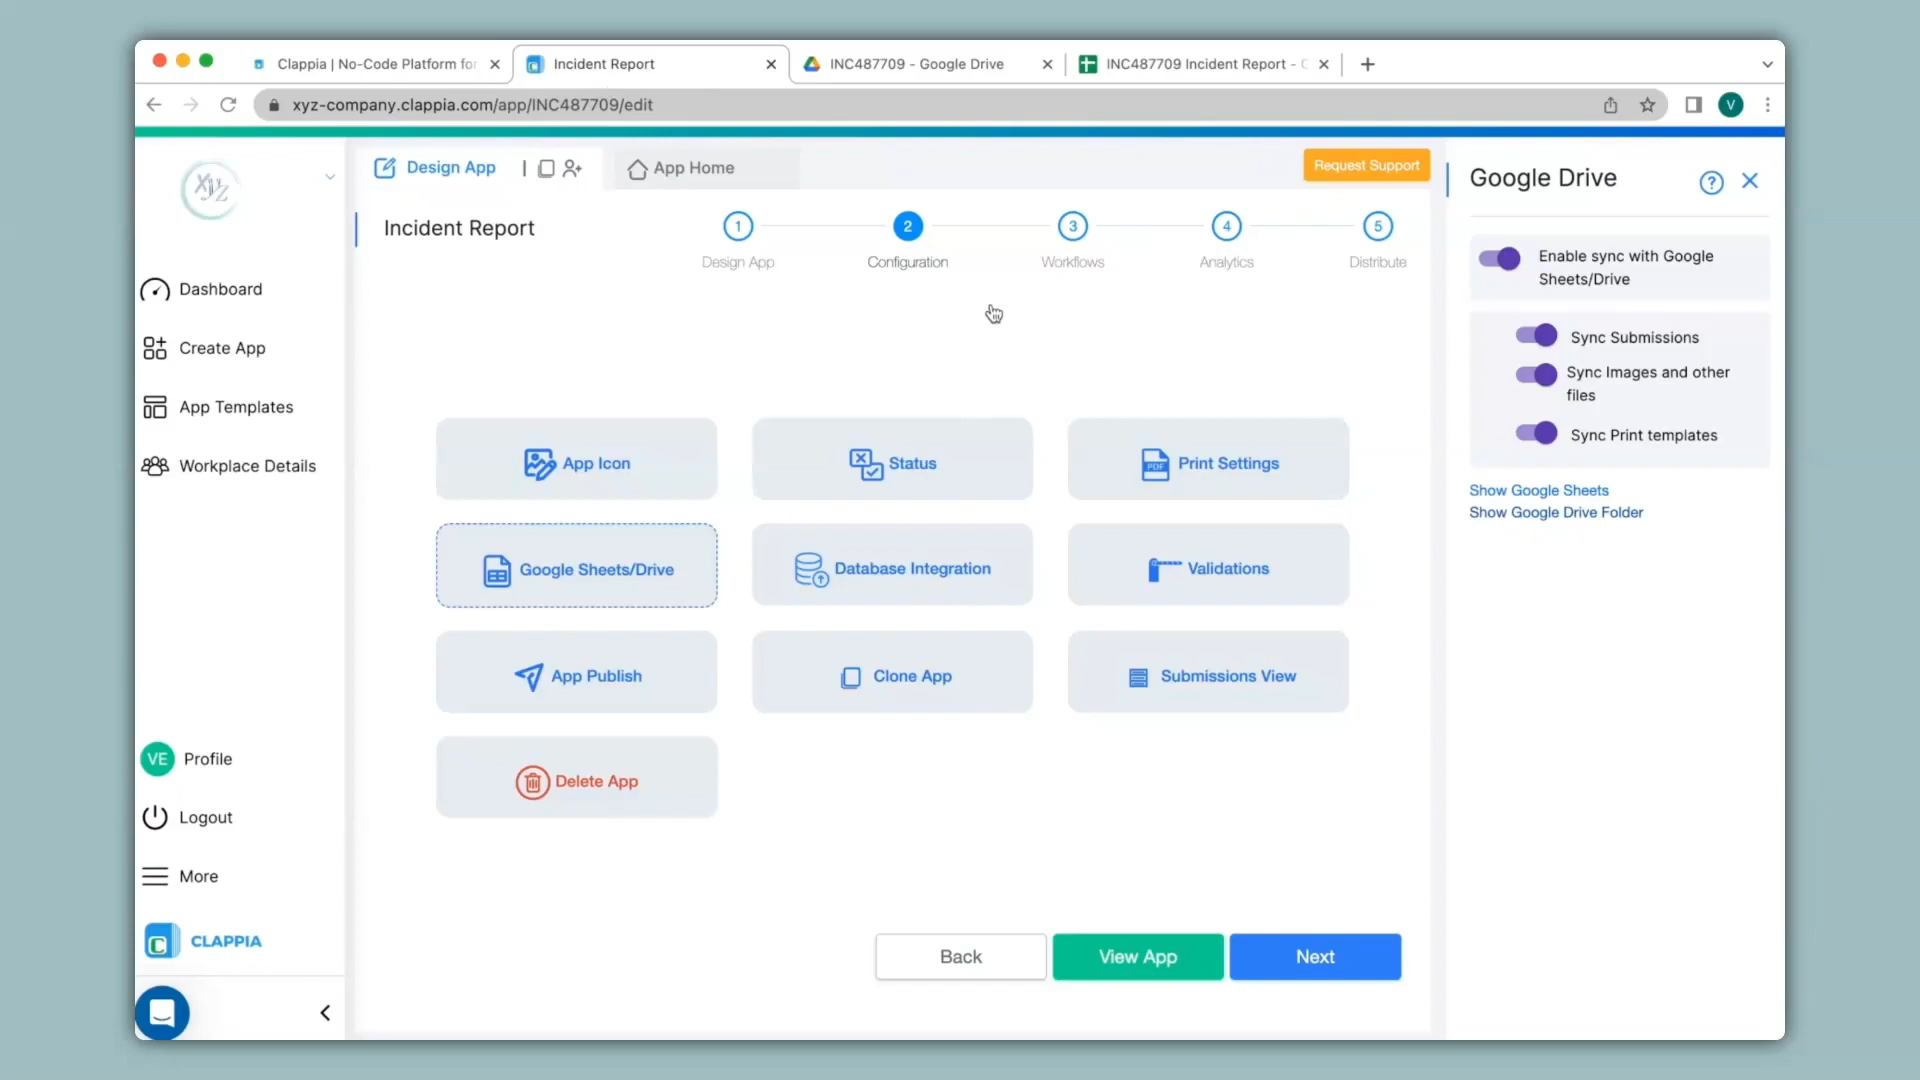 Clappia | No-Code Platform for
Incident Report
INC487709 - Google Drive
INC487709 Incident Report -
xyz-company.clappia.com/app/INC487709/edit
V
XYZ
Design App
App Home
Request Support
Google Drive
Incident Report
1
2
3
4
5
Design App
Configuration
Workflows
Analytics
Distribute
Enable sync with Google
Sheets/Drive
Sync Submissions
Sync Images and other
files
Sync Print templates
Show Google Sheets
Show Google Drive Folder
Dashboard
Create App
App Templates
Workplace Details
App Icon
Status
PDF
Print Settings
Google Sheets/Drive
Database Integration
Validations
App Publish
Clone App
Submissions View
Delete App
VE
Profile
Logout
More
C
CLAPPIA
Back
View App
Next